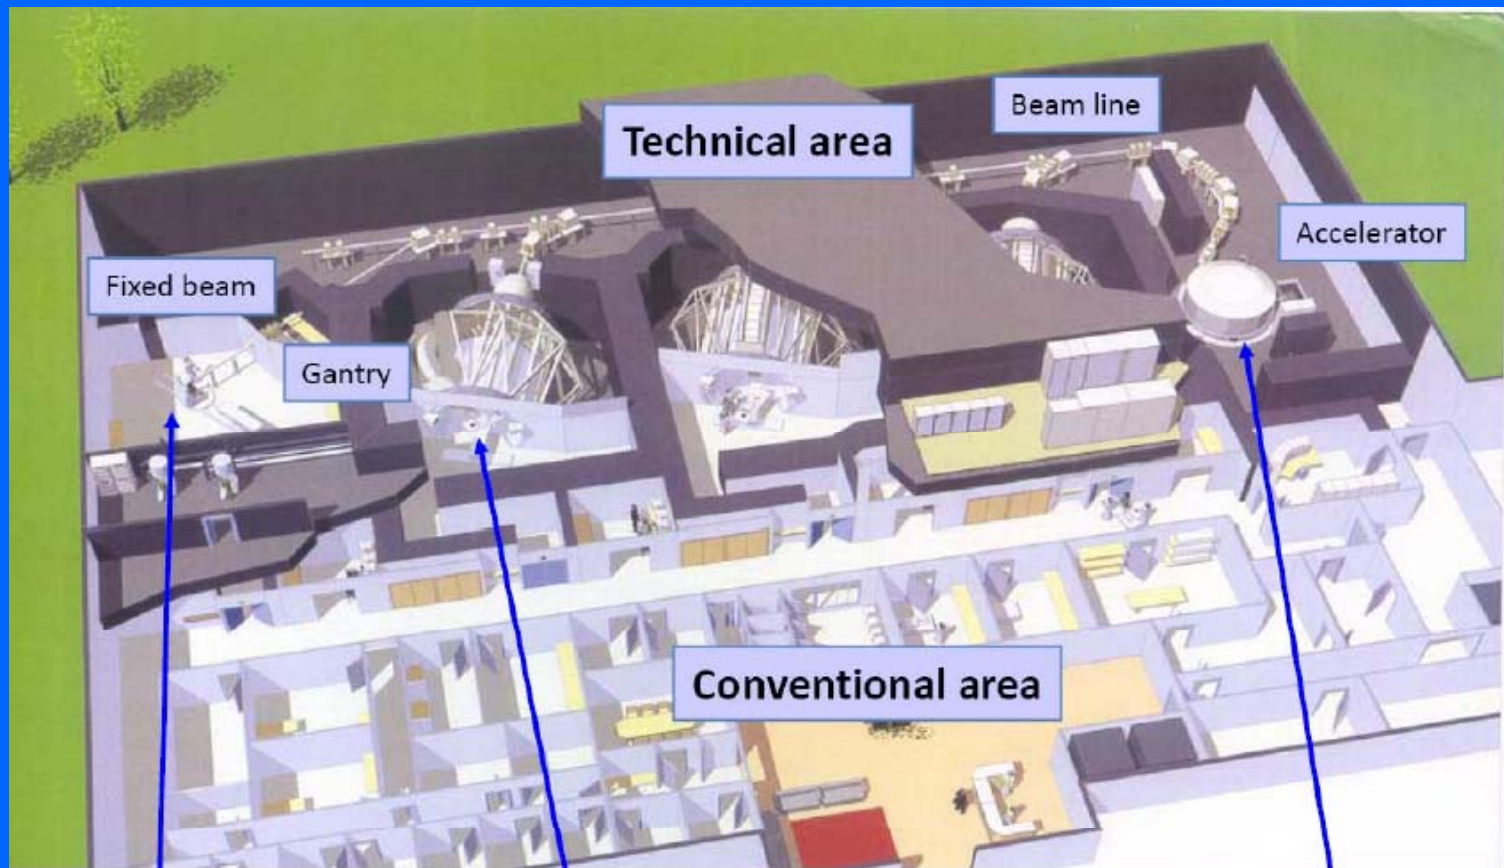 Beam line
Technical area
Accelerator
Fixed beam
Gantry
Conventional area